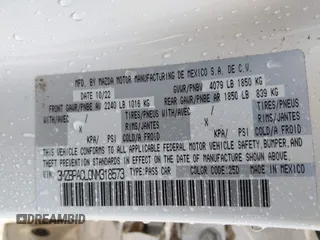 MFD. BY MAZDA MOTOR MANUFACTURING DE MEXICO S.A. DE C.V.
DATE 10/22 GVWR/PNBV 4079 LB 1850 KG
FRONT GAWR/PNBE AV 2240 LB 1016 KG REAR GAWR/PNBE AR 1850 LB 839 KG
WITH/AVEC / TIRES/PNEUS WITH/AVEC / TIRES/PNEUS
X RIMS/JANTES X RIMS/JANTES
KPA/ PSI COLD/A FROID KPA/ PSI COLD/A FROID
THIS VEHICLE CONFORMS TO ALL APPLICABLE FEDERAL MOTOR VEHICLE SAFETY, BUMPER, AND
THEFT PREVENTION STANDARDS IN EFFECT ON THE DATE OF MANUFACTURE SHOWN ABOVE.
COLOR CODE:25D MADE IN MEXICO